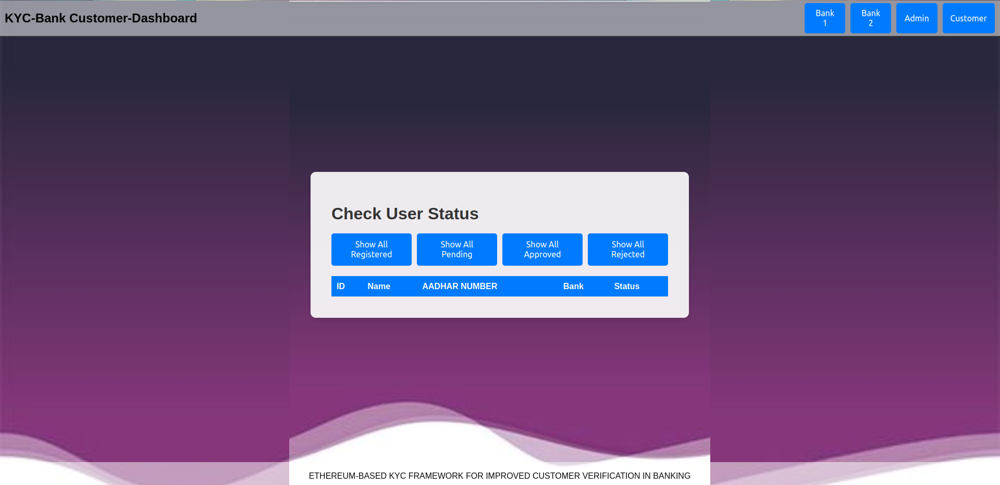 KYC-Bank Customer-Dashboard
Bank
1
Bank
2
Admin
Customer
Check User Status
Show All
Registered
Show All
Pending
Show All
Approved
Show All
Rejected
ID Name AADHAR NUMBER Bank Status
ETHEREUM-BASED KYC FRAMEWORK FOR IMPROVED CUSTOMER VERIFICATION IN BANKING